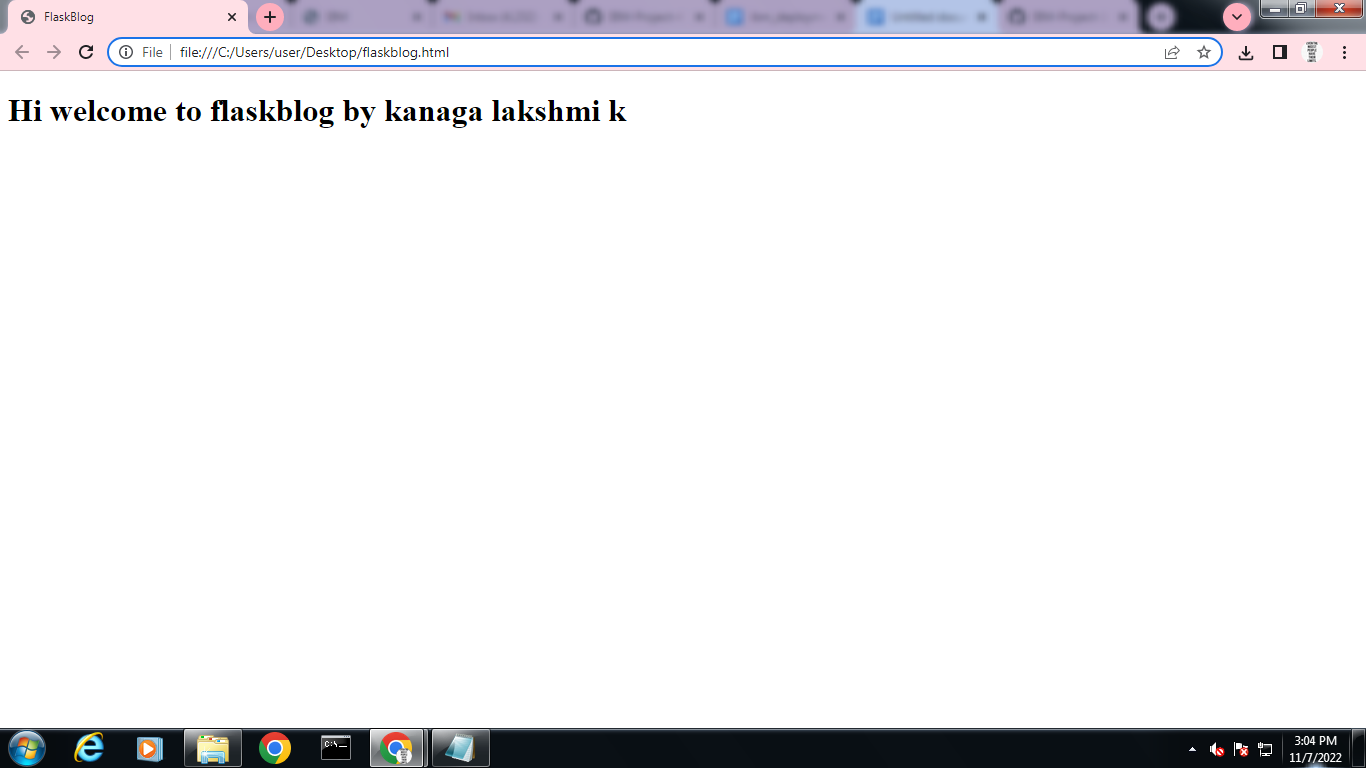 FlaskBlog
File
file:///C:/Users/user/Desktop/flaskblog.html
Hi welcome to flaskblog by kanaga lakshmi k
C:\
3:04 PM
11/7/2022